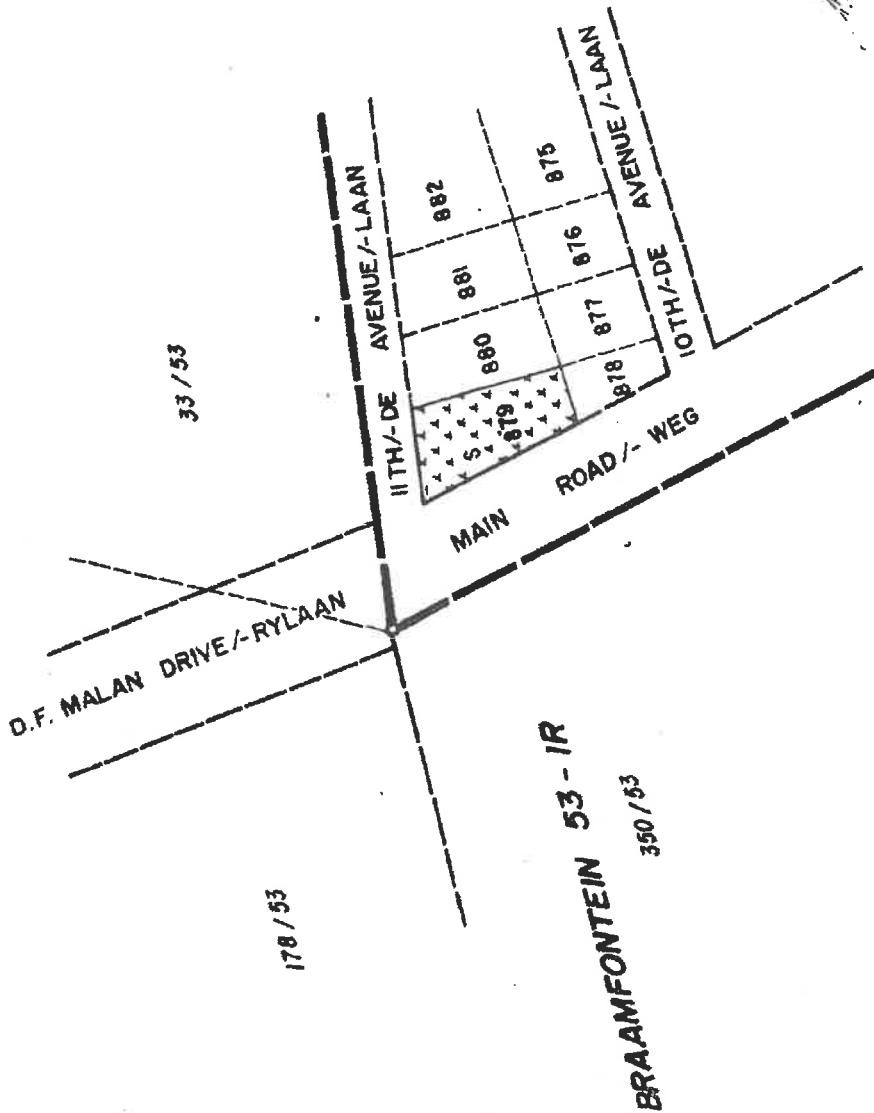 33/53
D.F. MALAN DRIVE/-RYLAAN
11TH/-DE AVENUE/-LAAN
882
881
880
S 879
875
876
877
878
10TH/-DE AVENUE/-LAAN
MAIN ROAD/-WEG
178/53
BRAAMFONTEIN 53-IR
350/53